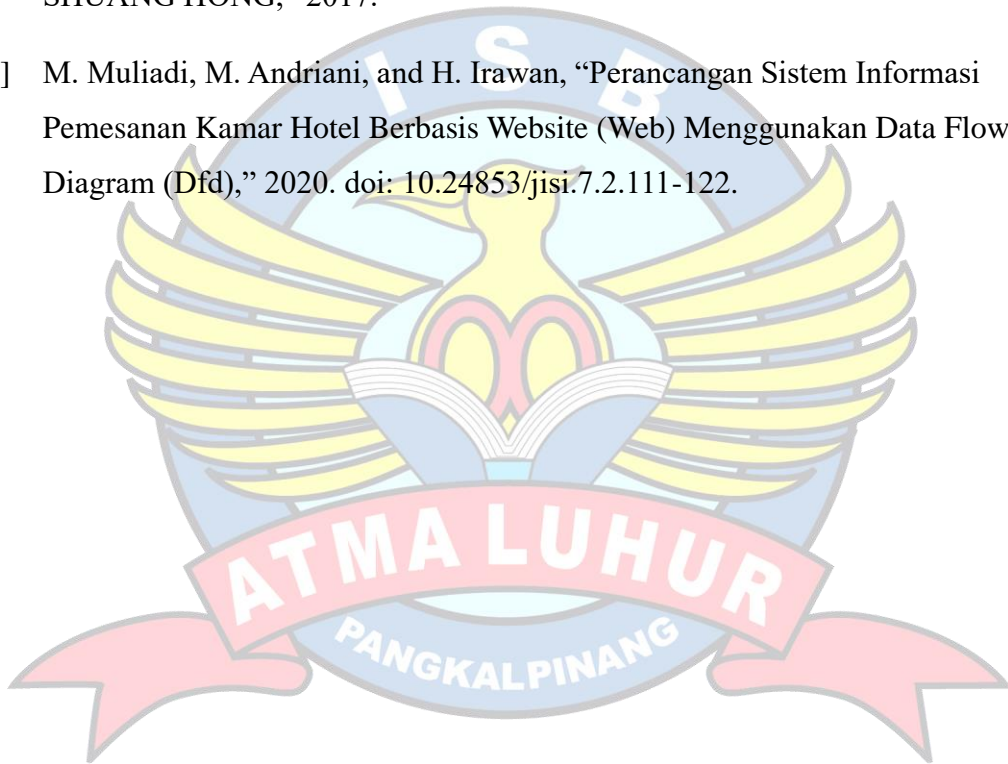 SHUANG HONG,” 2017.
] M. Muliadi, M. Andriani, and H. Irawan, “Perancangan Sistem Informasi
Pemesanan Kamar Hotel Berbasis Website (Web) Menggunakan Data Flow
Diagram (Dfd),” 2020. doi: 10.24853/jisi.7.2.111-122.
I S B
ATMA LUHUR
PANGKALPINANG